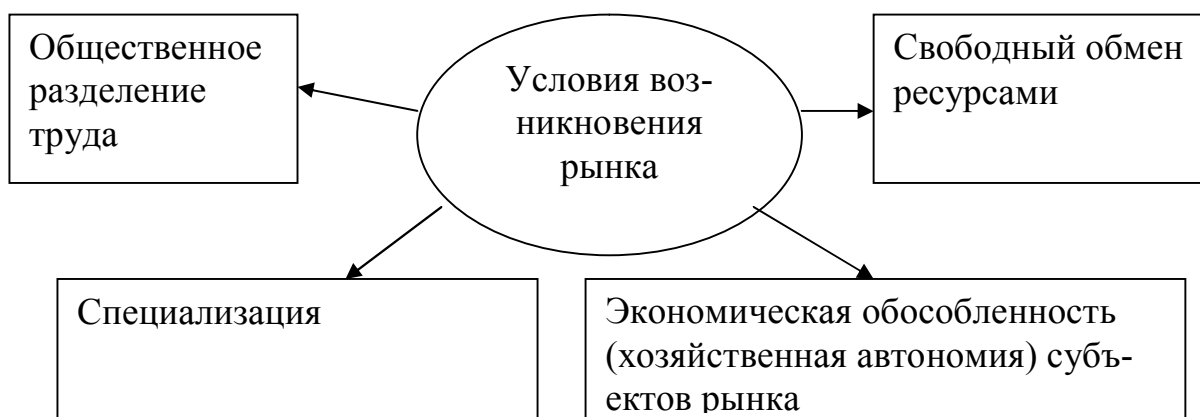 Общественное
разделение
труда
Условия воз-
никновения
рынка
Свободный обмен
ресурсами
Специализация
Экономическая обособленность
(хозяйственная автономия) субъ-
ектов рынка